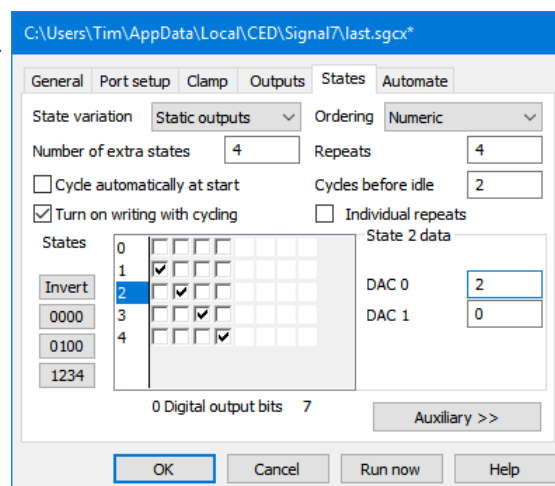 C:\Users\Tim\AppData\Local\CED\Signal7\last.sgcx*
General Port setup Clamp Outputs States Automate
State variation Static outputs Ordering Numeric
Number of extra states 4 Repeats 4
Cycle automatically at start Cycles before idle 2
Turn on writing with cycling Individual repeats
States State 2 data
0
1
Invert 2 DAC 0 2
0000 3 DAC 1 0
0100 4
1234
0 Digital output bits 7
Auxiliary >>
OK Cancel Run now Help